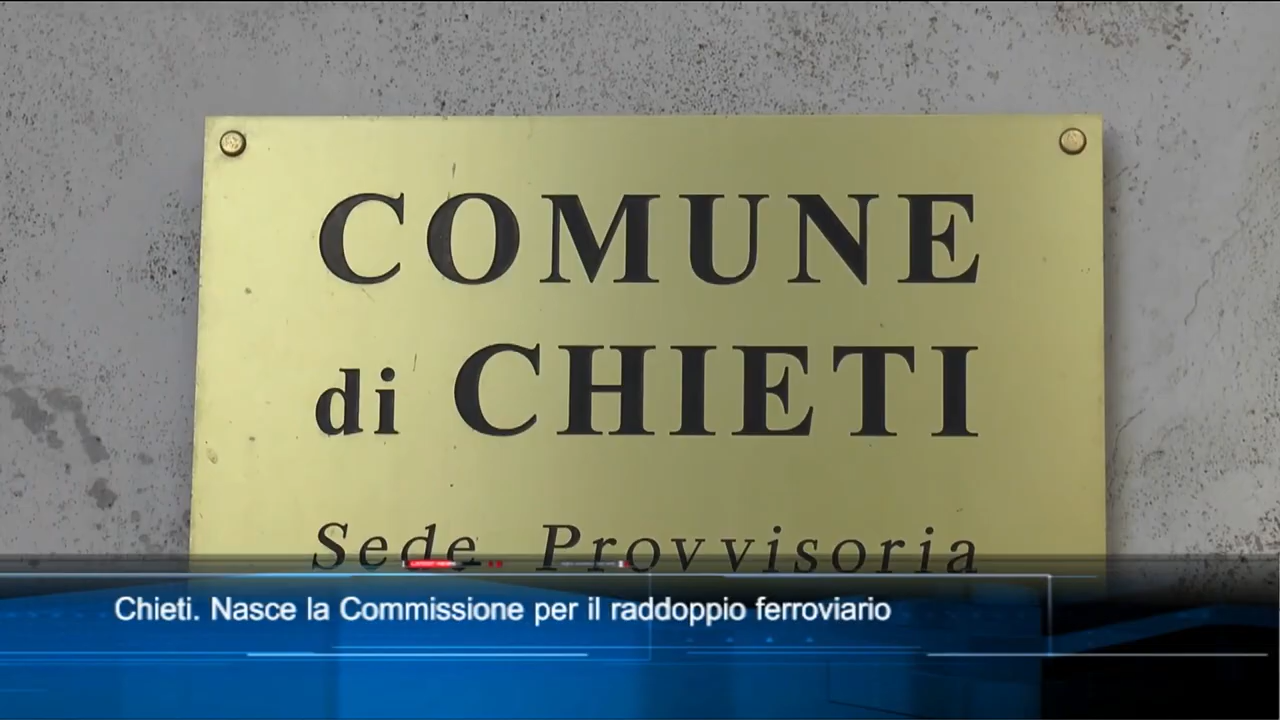 COMUNE
di CHIETI
Sede Provvisoria
Chieti. Nasce la Commissione per il raddoppio ferroviario